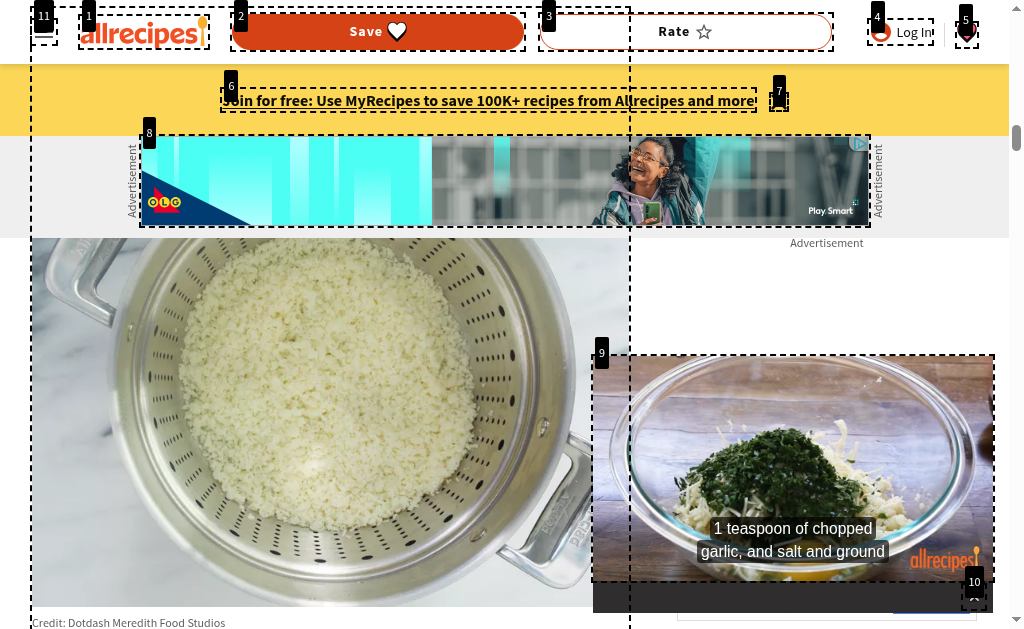 11
1
2
3
4
5
allrecipes
Save
Rate
Log In
6
7
Join for free: Use MyRecipes to save 100K+ recipes from Allrecipes and more
8
Advertisement
OLG
Play Smart
Advertisement
Advertisement
9
1 teaspoon of chopped
garlic, and salt and ground
allrecipes
10
Credit: Dotdash Meredith Food Studios